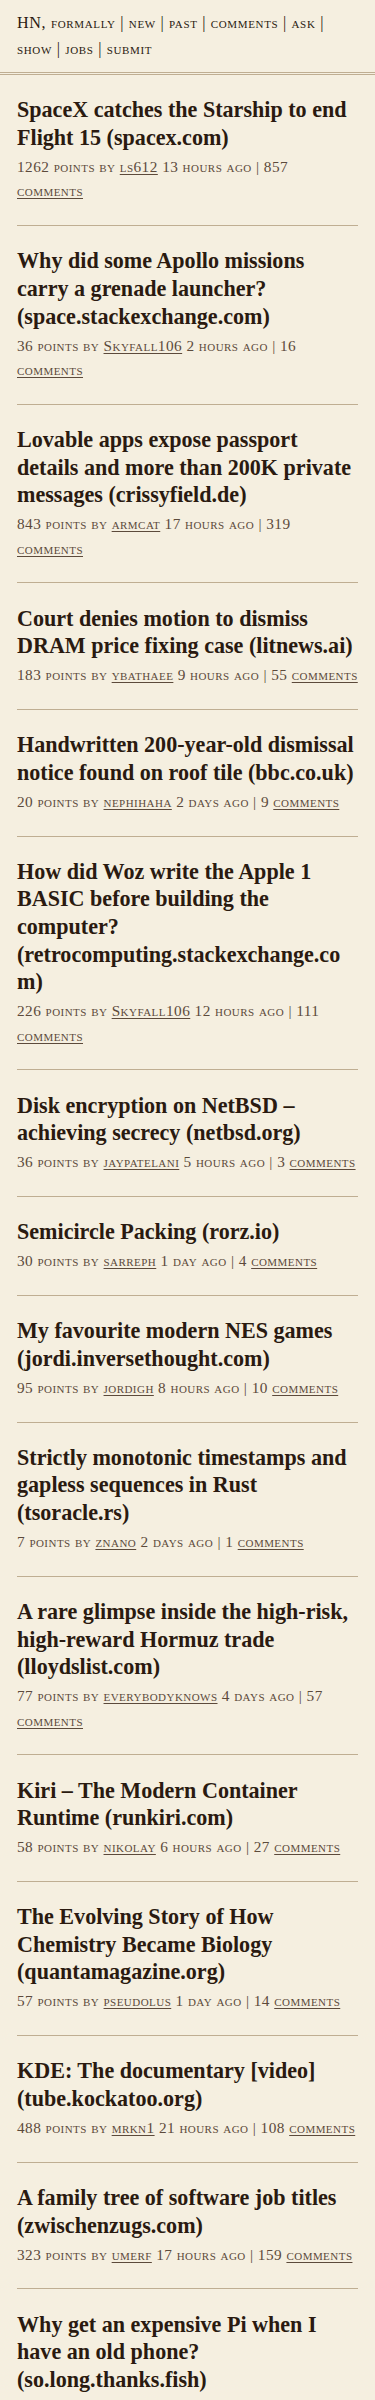 HN, formally | new | past | comments | ask |
show | jobs | submit
SpaceX catches the Starship to end
Flight 15 (spacex.com)
1262 points by ls612 13 hours ago | 857
comments
Why did some Apollo missions
carry a grenade launcher?
(space.stackexchange.com)
36 points by Skyfall106 2 hours ago | 16
comments
Lovable apps expose passport
details and more than 200K private
messages (crissyfield.de)
843 points by armcat 17 hours ago | 319
comments
Court denies motion to dismiss
DRAM price fixing case (litnews.ai)
183 points by ybathaee 9 hours ago | 55 comments
Handwritten 200-year-old dismissal
notice found on roof tile (bbc.co.uk)
20 points by nephihaha 2 days ago | 9 comments
How did Woz write the Apple 1
BASIC before building the
computer?
(retrocomputing.stackexchange.co
m)
226 points by Skyfall106 12 hours ago | 111
comments
Disk encryption on NetBSD –
achieving secrecy (netbsd.org)
36 points by jaypatelani 5 hours ago | 3 comments
Semicircle Packing (rorz.io)
30 points by sarreph 1 day ago | 4 comments
My favourite modern NES games
(jordi.inversethought.com)
95 points by jordigh 8 hours ago | 10 comments
Strictly monotonic timestamps and
gapless sequences in Rust
(tsoracle.rs)
7 points by znano 2 days ago | 1 comments
A rare glimpse inside the high-risk,
high-reward Hormuz trade
(lloydslist.com)
77 points by everybodyknows 4 days ago | 57
comments
Kiri – The Modern Container
Runtime (runkiri.com)
58 points by nikolay 6 hours ago | 27 comments
The Evolving Story of How
Chemistry Became Biology
(quantamagazine.org)
57 points by pseudolus 1 day ago | 14 comments
KDE: The documentary [video]
(tube.kockatoo.org)
488 points by mrkn1 21 hours ago | 108 comments
A family tree of software job titles
(zwischenzugs.com)
323 points by umerf 17 hours ago | 159 comments
Why get an expensive Pi when I
have an old phone?
(so.long.thanks.fish)